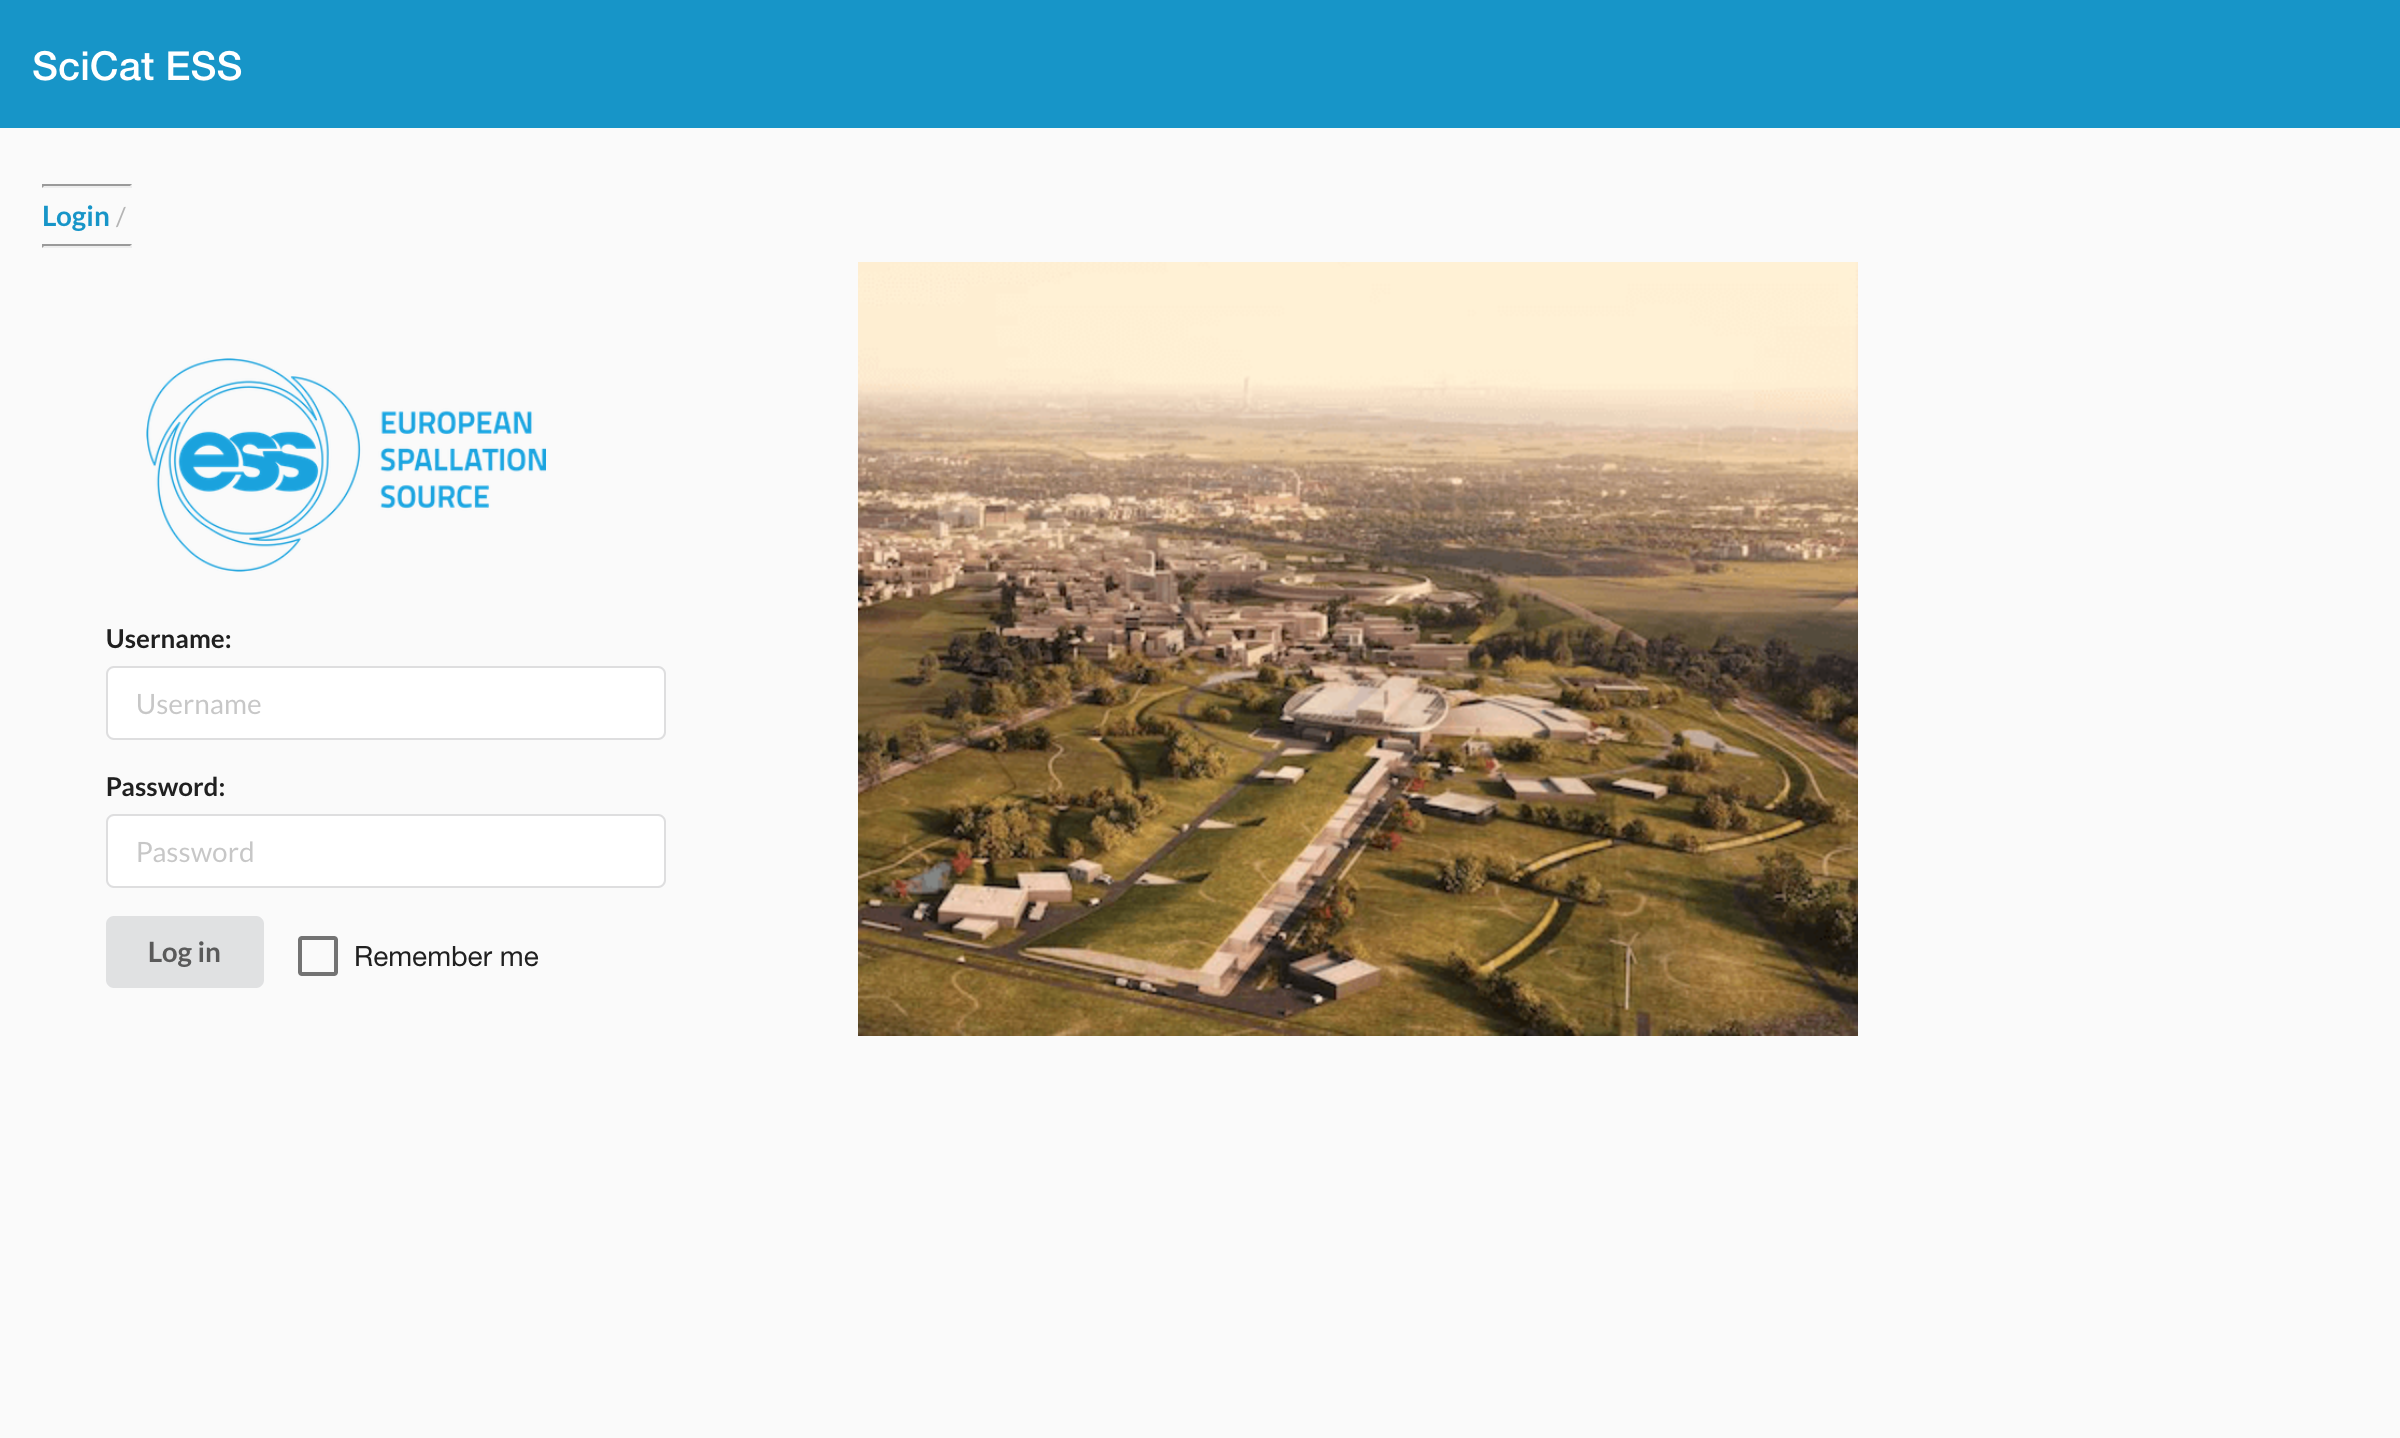 SciCat ESS
Login /
ess
EUROPEAN
SPALLATION
SOURCE
Username:
Username
Password:
Password
Log in
Remember me